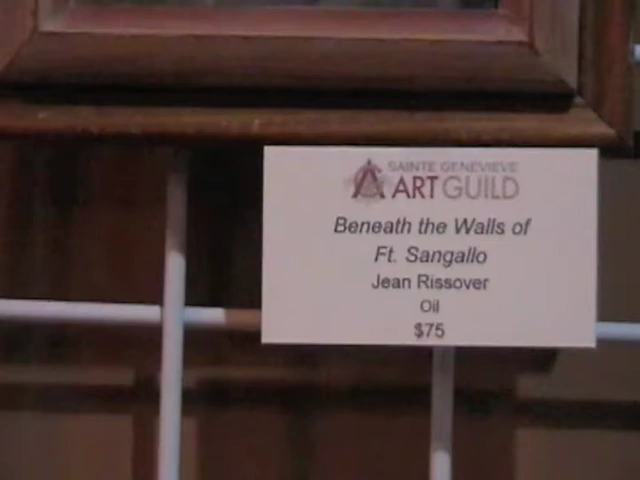 SAINTE GENEVIEVE
ART GUILD
Beneath the Walls of
Ft. Sangallo
Jean Rissover
Oil
$75